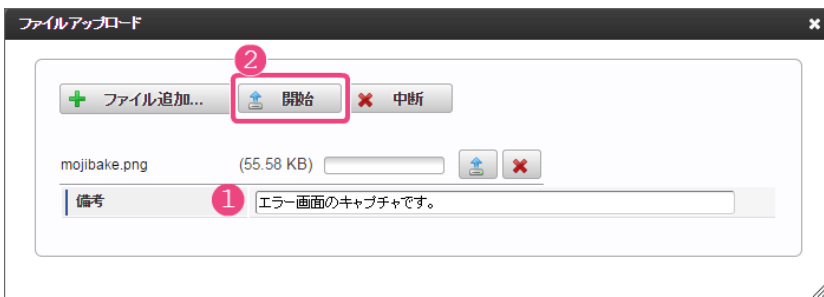 ファイルアップロード
2
ファイル追加... 開始 中断
mojibake.png (55.58 KB)
備考 1 エラー画面のキャプチャです。